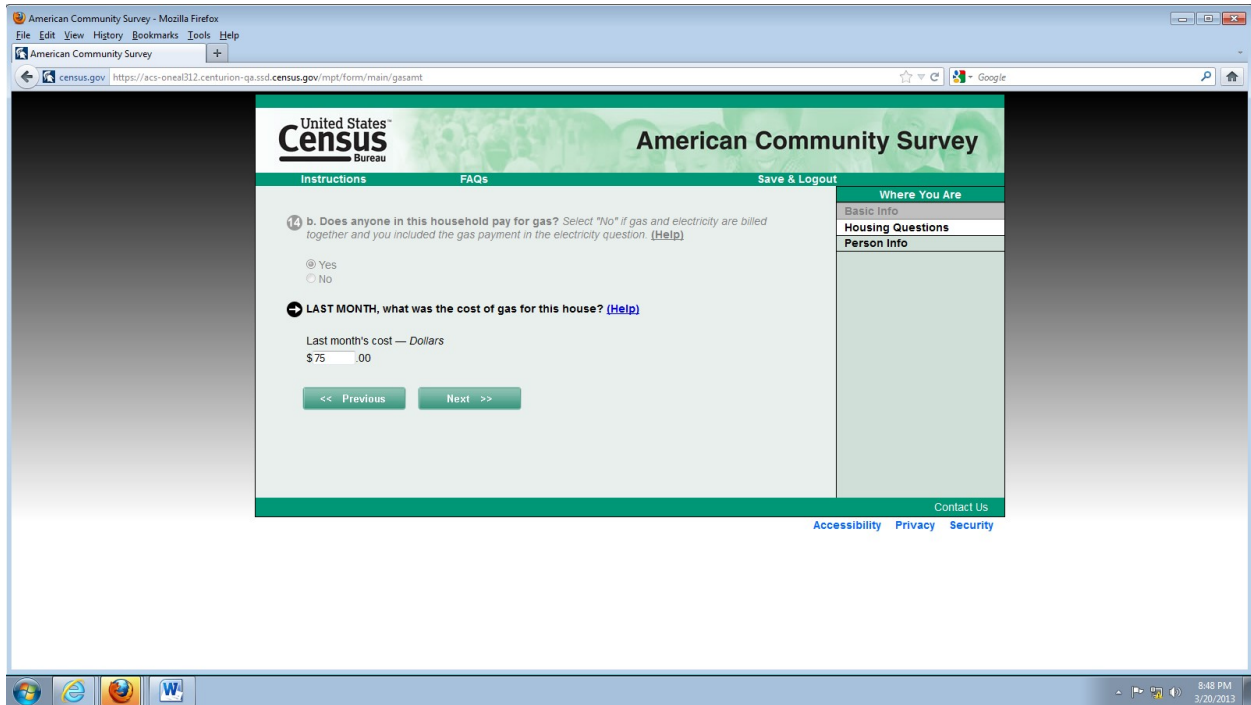 American Community Survey - Mozilla Firefox
File Edit View History Bookmarks Tools Help
American Community Survey +
census.gov https://acs-oneal312.centurion-qa.ssd.census.gov/mpt/form/main/gasamt
Google
United States™
Census
Bureau
American Community Survey
Instructions FAQs Save & Logout
Where You Are
Basic Info
Housing Questions
Person Info
14 b. Does anyone in this household pay for gas? Select "No" if gas and electricity are billed
together and you included the gas payment in the electricity question. (Help)
Yes
No
LAST MONTH, what was the cost of gas for this house? (Help)
Last month's cost — Dollars
$ 75 .00
<< Previous Next >>
Contact Us
Accessibility Privacy Security
8:48 PM
3/20/2013